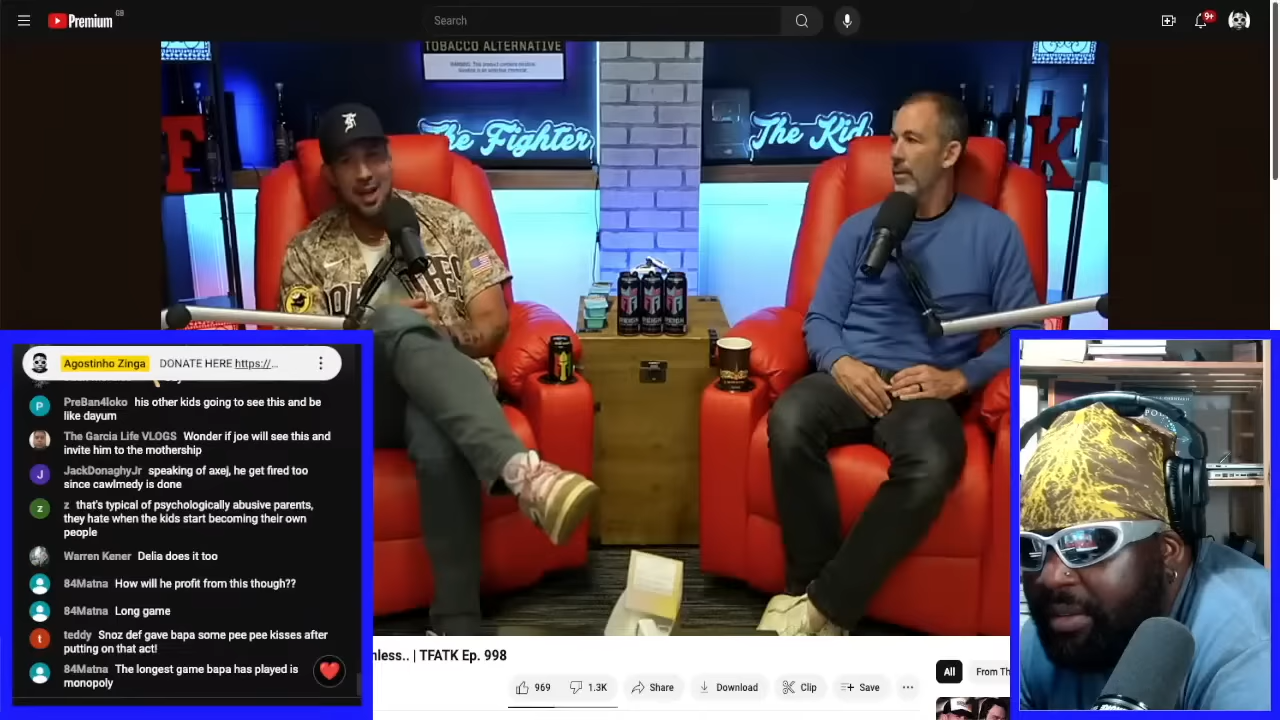 Premium GB
Search
9+
TOBACCO ALTERNATIVE
The Fighter
The Kid
F
K
REIGN
Agostinho Zinga DONATE HERE https://...
PreBan4loko his other kids going to see this and be
like dayum
The Garcia Life VLOGS Wonder if joe will see this and
invite him to the mothership
JackDonaghyJr speaking of axej, he get fired too
since cawlmedy is done
z that's typical of psychologically abusive parents,
they hate when the kids start becoming their own
people
Warren Kener Delia does it too
84Matna How will he profit from this though??
84Matna Long game
teddy Snoz def gave bapa some pee pee kisses after
putting on that act!
84Matna The longest game bapa has played is
monopoly
nless.. | TFATK Ep. 998
969
1.3K
Share
Download
Clip
Save
All
From Th